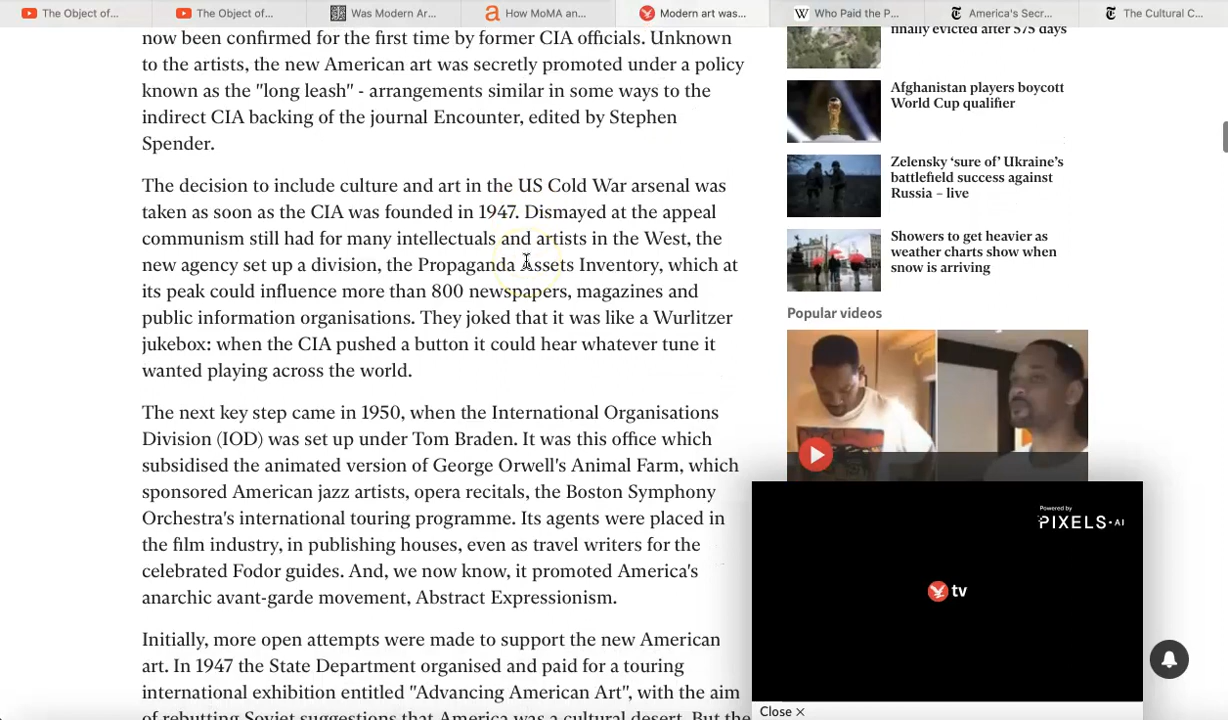 The Object of...
The Object of...
Was Modern Ar...
How MoMA an...
Modern art was...
Who Paid the P...
America's Secr...
The Cultural C...
now been confirmed for the first time by former CIA officials. Unknown
to the artists, the new American art was secretly promoted under a policy
known as the "long leash" - arrangements similar in some ways to the
indirect CIA backing of the journal Encounter, edited by Stephen
Spender.
The decision to include culture and art in the US Cold War arsenal was
taken as soon as the CIA was founded in 1947. Dismayed at the appeal
communism still had for many intellectuals and artists in the West, the
new agency set up a division, the Propaganda Assets Inventory, which at
its peak could influence more than 800 newspapers, magazines and
public information organisations. They joked that it was like a Wurlitzer
jukebox: when the CIA pushed a button it could hear whatever tune it
wanted playing across the world.
The next key step came in 1950, when the International Organisations
Division (IOD) was set up under Tom Braden. It was this office which
subsidised the animated version of George Orwell's Animal Farm, which
sponsored American jazz artists, opera recitals, the Boston Symphony
Orchestra's international touring programme. Its agents were placed in
the film industry, in publishing houses, even as travel writers for the
celebrated Fodor guides. And, we now know, it promoted America's
anarchic avant-garde movement, Abstract Expressionism.
Initially, more open attempts were made to support the new American
art. In 1947 the State Department organised and paid for a touring
international exhibition entitled "Advancing American Art", with the aim
of rebutting Soviet suggestions that America was a cultural desert. But the
finally evicted after 575 days
Afghanistan players boycott
World Cup qualifier
Zelensky ‘sure of’ Ukraine’s
battlefield success against
Russia – live
Showers to get heavier as
weather charts show when
snow is arriving
Popular videos
Powered by
PIXELS•AI
tv
Close ×